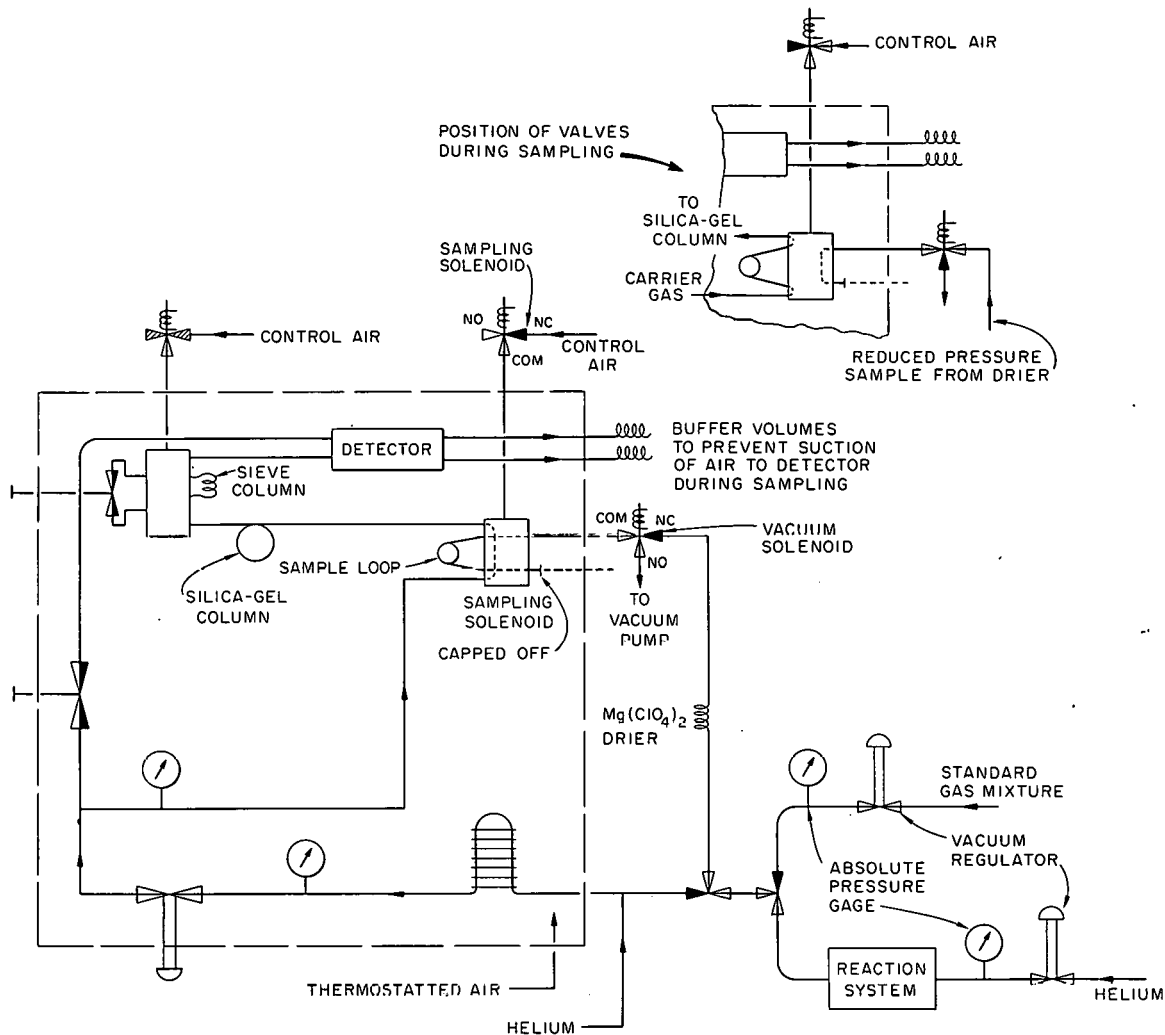 CONTROL AIR
POSITION OF VALVES
DURING SAMPLING
TO
SILICA-GEL
COLUMN
CARRIER
GAS
REDUCED PRESSURE
SAMPLE FROM DRIER
SAMPLING
SOLENOID
CONTROL AIR
NO
NC
CONTROL
AIR
COM
DETECTOR
BUFFER VOLUMES
TO PREVENT SUCTION
OF AIR TO DETECTOR
DURING SAMPLING
SIEVE
COLUMN
COM
NC
VACUUM
SOLENOID
NO
SAMPLE LOOP
SILICA-GEL
COLUMN
SAMPLING
SOLENOID
CAPPED OFF
TO
VACUUM
PUMP
Mg(ClO4)2
DRIER
STANDARD
GAS MIXTURE
VACUUM
REGULATOR
ABSOLUTE
PRESSURE
GAGE
REACTION
SYSTEM
HELIUM
THERMOSTATTED AIR
HELIUM